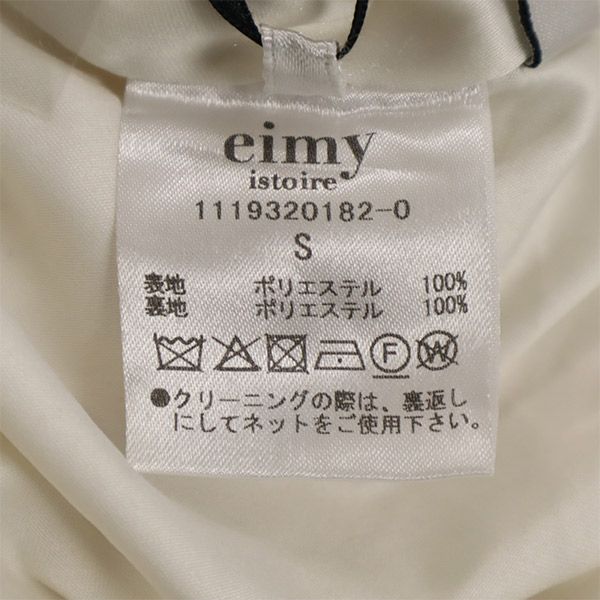 eimy
istoire
1119320182-0
S
表地 ポリエステル 100%
裏地 ポリエステル 100%
F W
●クリーニングの際は、裏返し
にしてネットをご使用下さい。